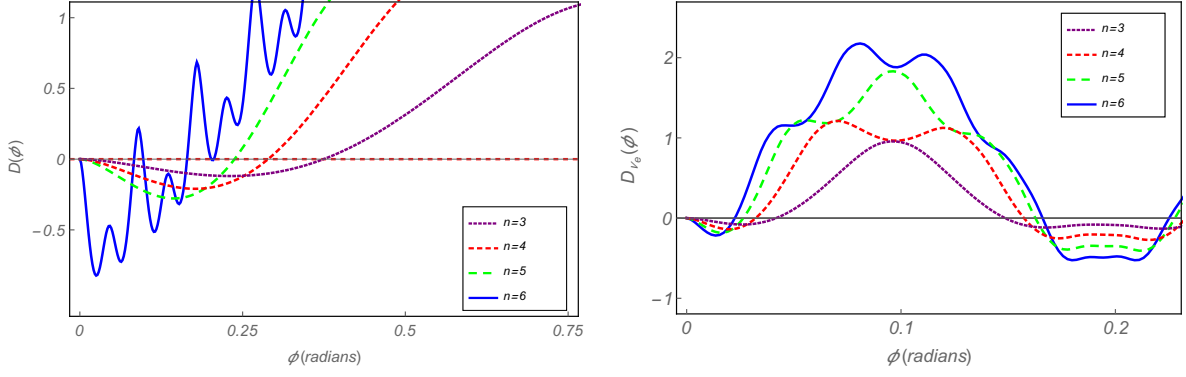 1
0.5
0
-0.5
D(ϕ)
n=3
n=4
n=5
n=6
0
0.25
0.5
0.75
ϕ(radians)
2
1
0
-1
D_{ν_e}(ϕ)
n=3
n=4
n=5
n=6
0
0.1
0.2
ϕ(radians)